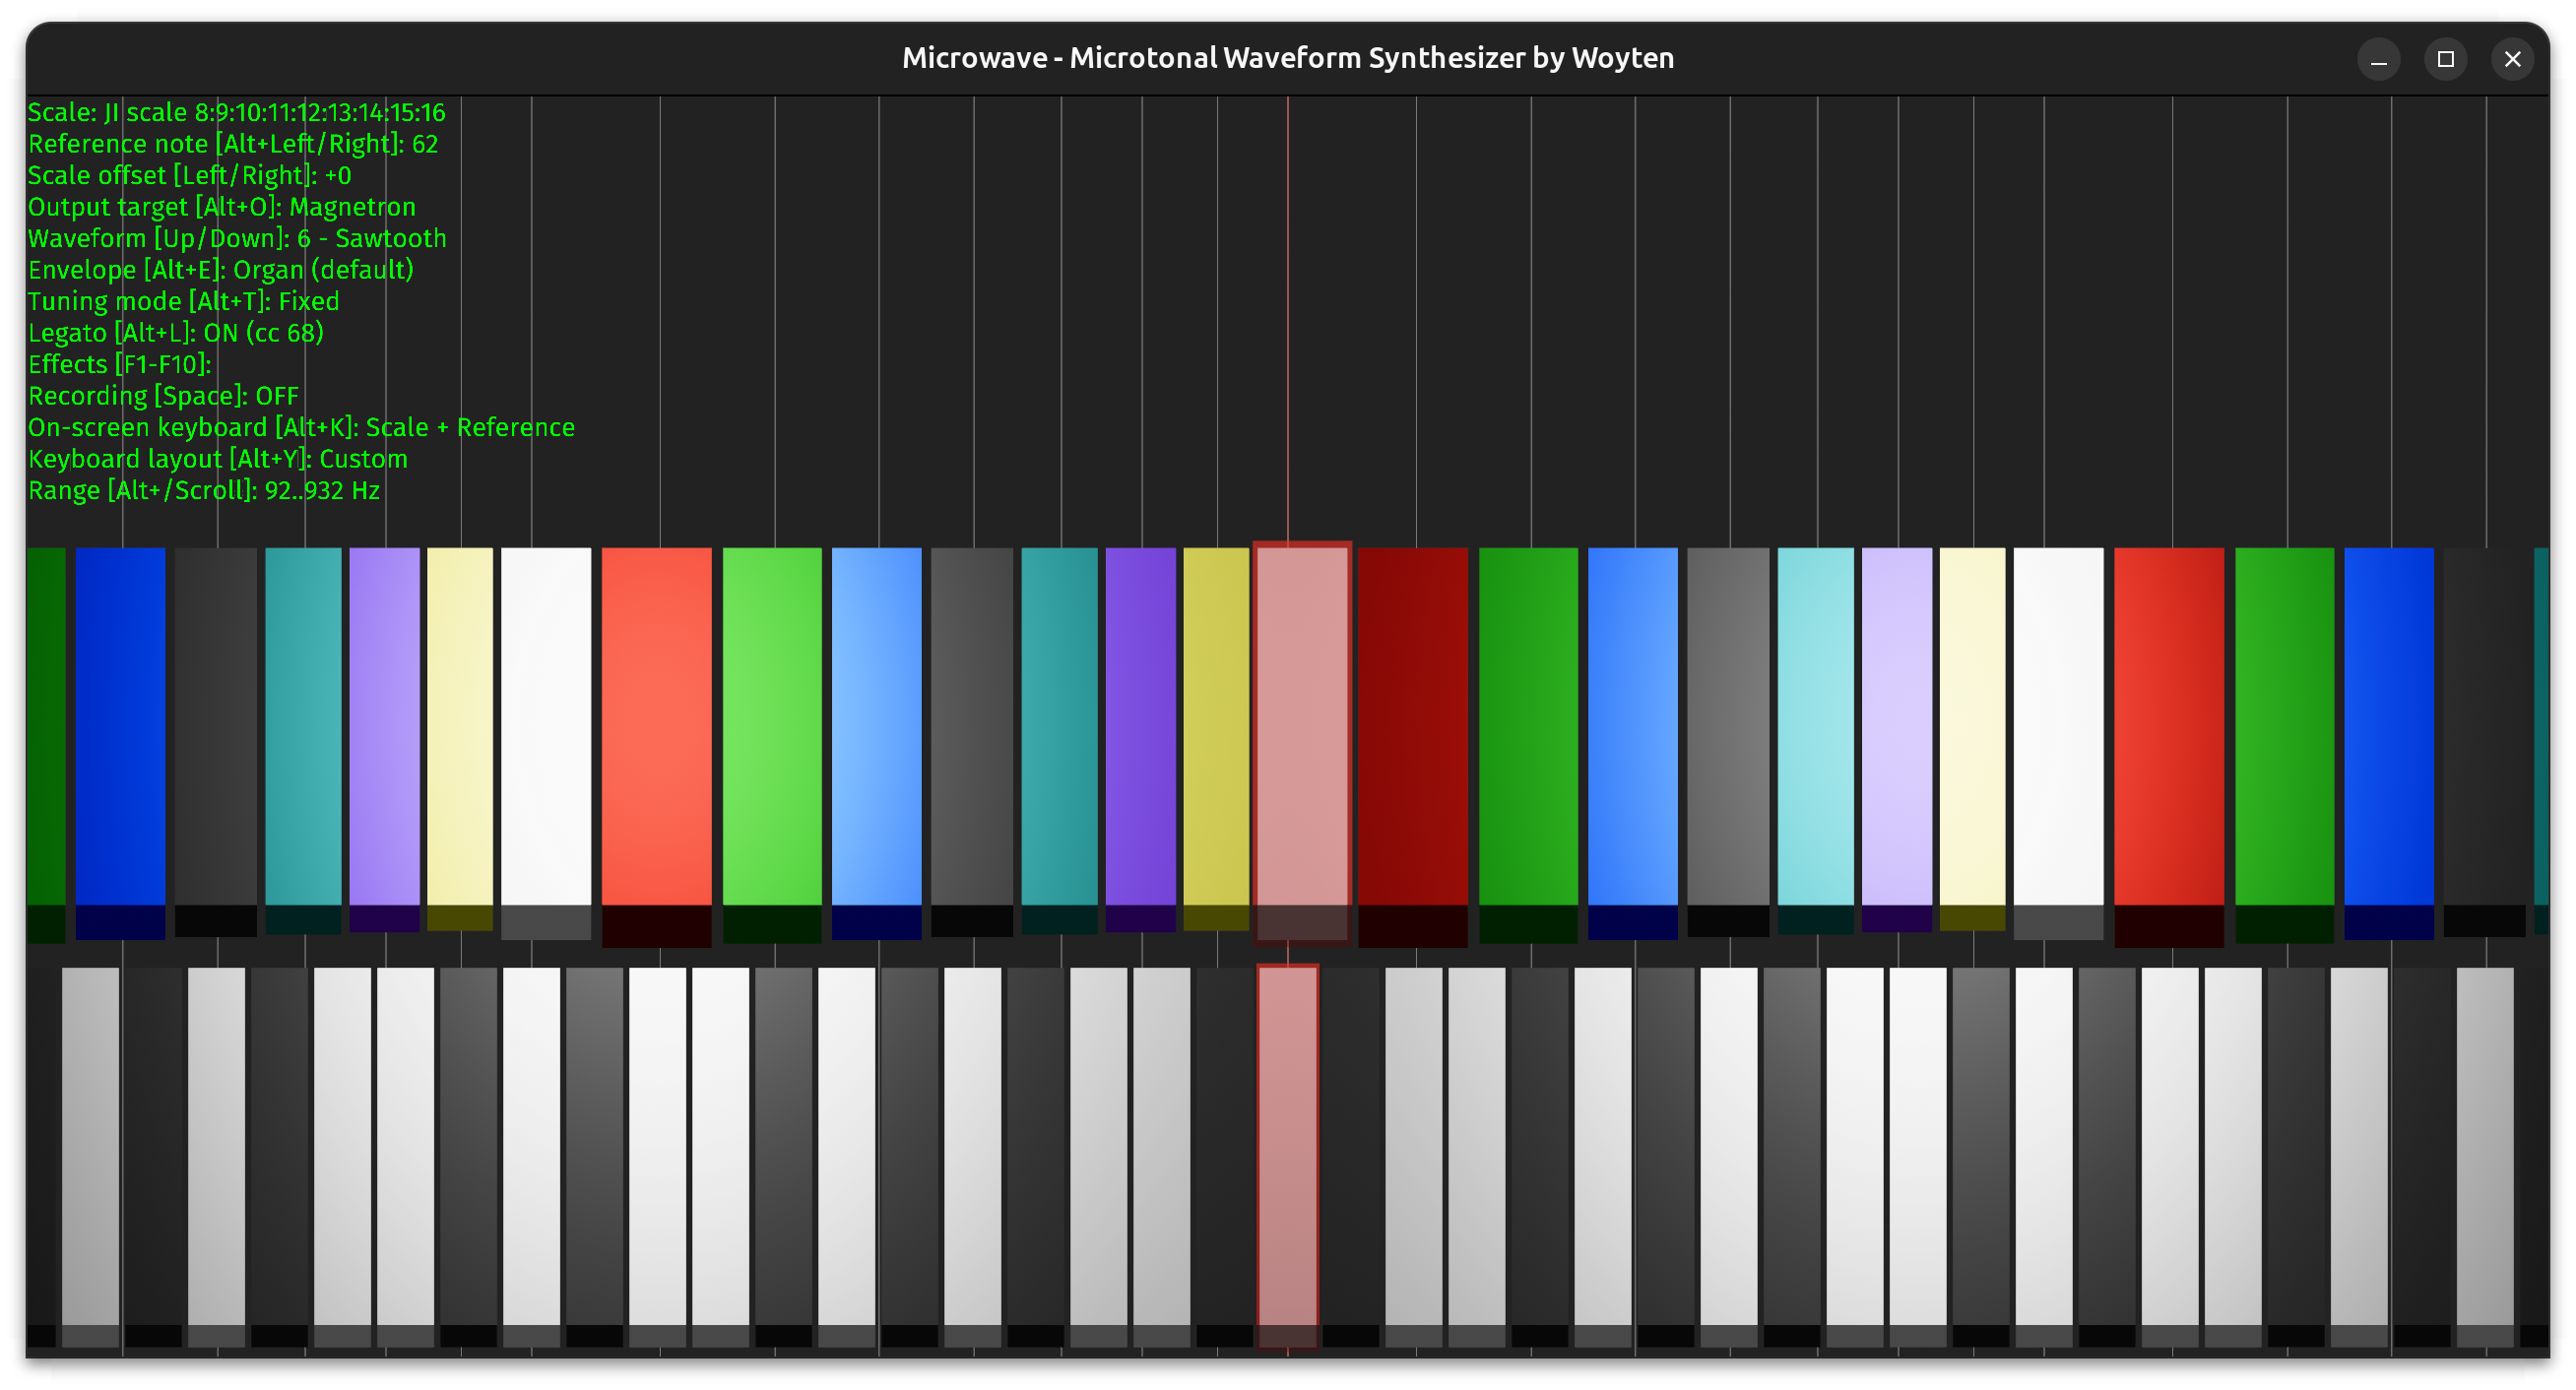 Microwave - Microtonal Waveform Synthesizer by Woyten
Scale: JI scale 8:9:10:11:12:13:14:15:16
Reference note [Alt+Left/Right]: 62
Scale offset [Left/Right]: +0
Output target [Alt+O]: Magnetron
Waveform [Up/Down]: 6 - Sawtooth
Envelope [Alt+E]: Organ (default)
Tuning mode [Alt+T]: Fixed
Legato [Alt+L]: ON (cc 68)
Effects [F1-F10]:
Recording [Space]: OFF
On-screen keyboard [Alt+K]: Scale + Reference
Keyboard layout [Alt+Y]: Custom
Range [Alt+/Scroll]: 92..932 Hz